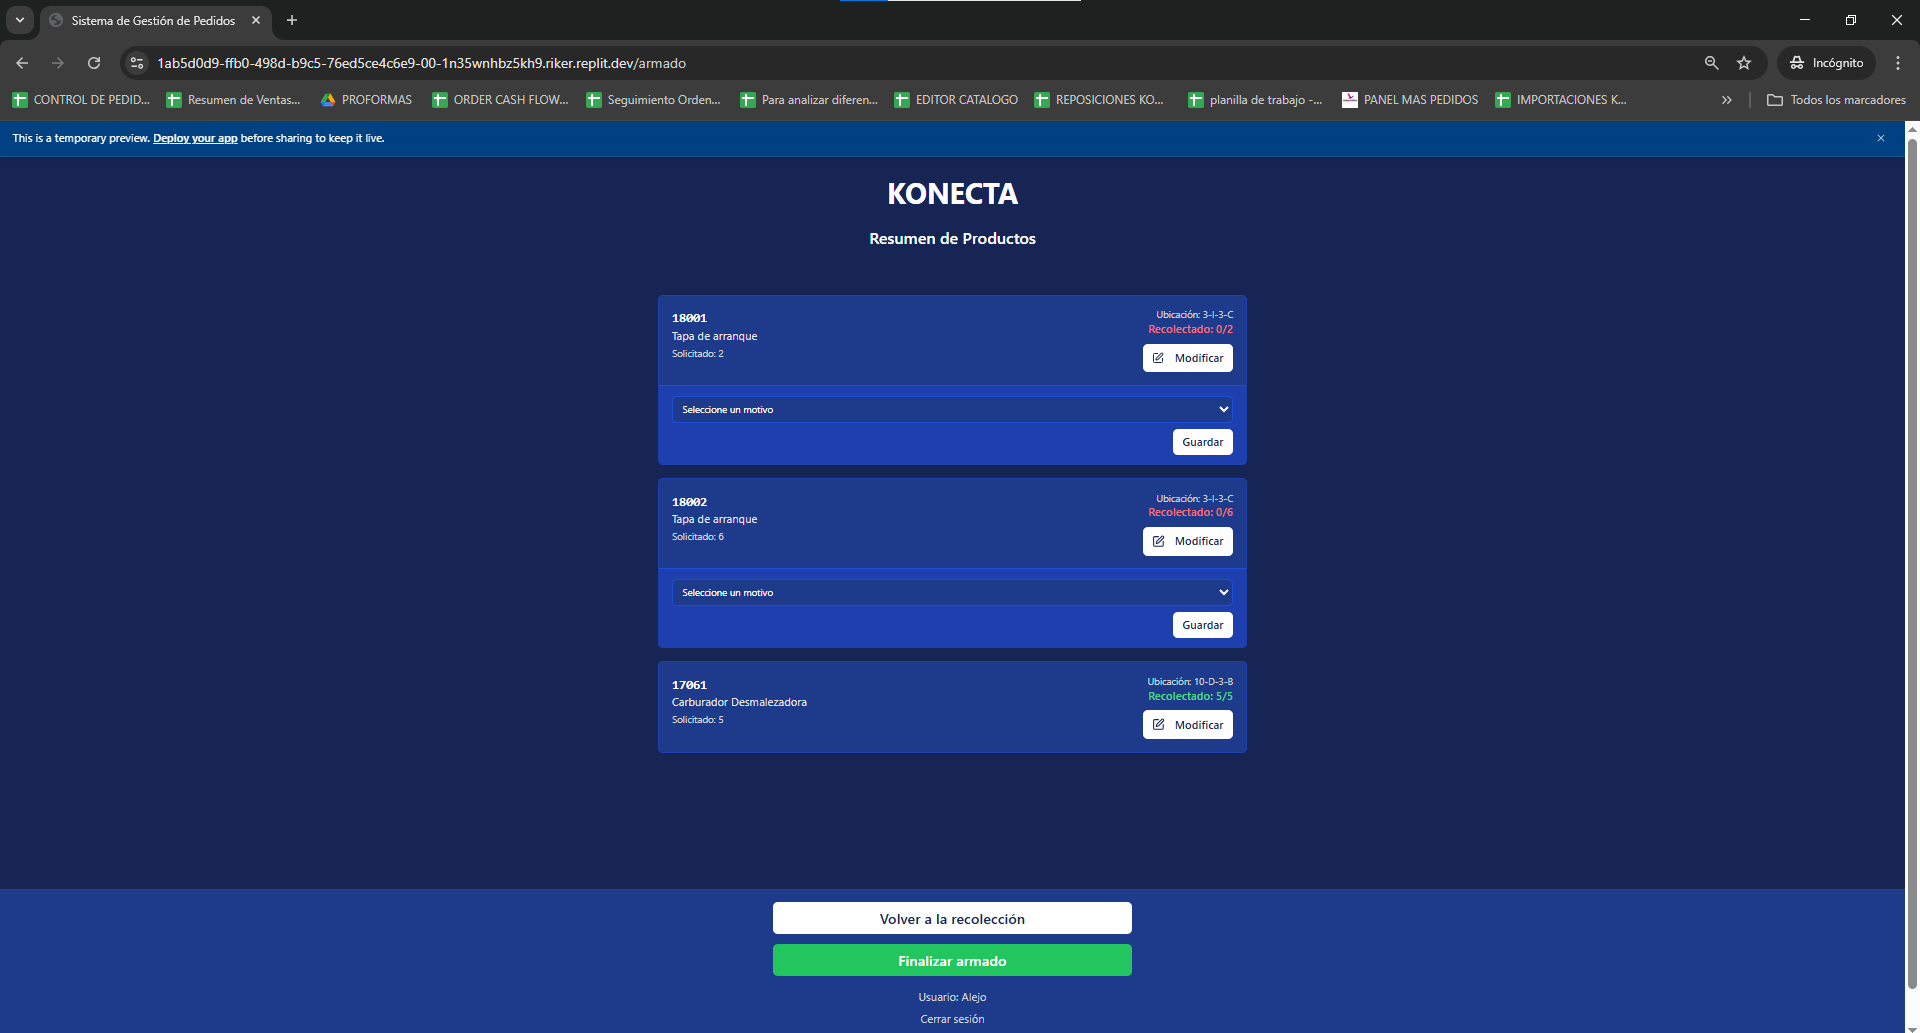 Sistema de Gestión de Pedidos
1ab5d0d9-ffb0-498d-b9c5-76ed5ce4c6e9-00-1n35wnhbz5kh9.riker.replit.dev/armado
Incógnito
CONTROL DE PEDID...
Resumen de Ventas...
PROFORMAS
ORDER CASH FLOW...
Seguimiento Orden...
Para analizar diferen...
EDITOR CATALOGO
REPOSICIONES KO...
planilla de trabajo -...
PANEL MAS PEDIDOS
IMPORTACIONES K...
Todos los marcadores
This is a temporary preview. Deploy your app before sharing to keep it live.
KONECTA
Resumen de Productos
18001
Tapa de arranque
Solicitado: 2
Ubicación: 3-I-3-C
Recolectado: 0/2
Modificar
Seleccione un motivo
Guardar
18002
Tapa de arranque
Solicitado: 6
Ubicación: 3-I-3-C
Recolectado: 0/6
Modificar
Seleccione un motivo
Guardar
17061
Carburador Desmalezadora
Solicitado: 5
Ubicación: 10-D-3-B
Recolectado: 5/5
Modificar
Volver a la recolección
Finalizar armado
Usuario: Alejo
Cerrar sesión